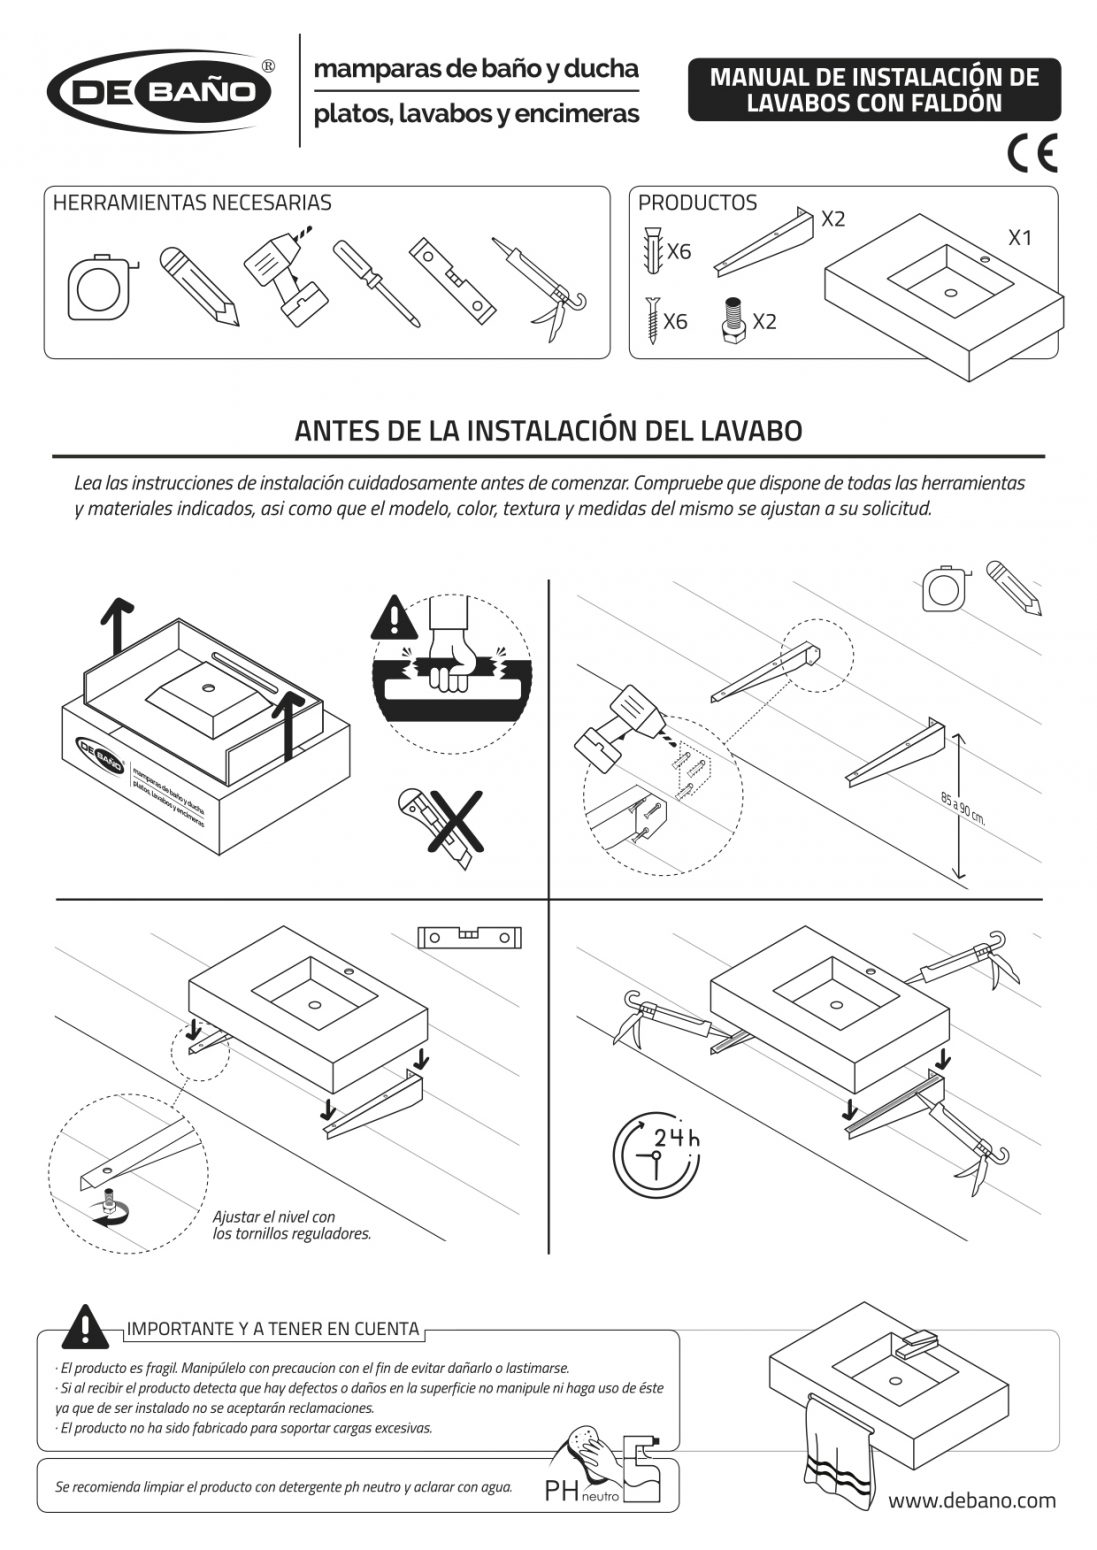 DE BAÑO ®
mamparas de baño y ducha
platos, lavabos y encimeras
MANUAL DE INSTALACIÓN DE
LAVABOS CON FALDÓN
CE
HERRAMIENTAS NECESARIAS
PRODUCTOS
X6
X2
X1
X6
X2
ANTES DE LA INSTALACIÓN DEL LAVABO
Lea las instrucciones de instalación cuidadosamente antes de comenzar. Compruebe que dispone de todas las herramientas
y materiales indicados, asi como que el modelo, color, textura y medidas del mismo se ajustan a su solicitud.
DE BAÑO
mamparas de baño y ducha
platos, lavabos y encimeras
85 a 90 cm.
Ajustar el nivel con
los tornillos reguladores.
24h
IMPORTANTE Y A TENER EN CUENTA
· El producto es fragil. Manipúlelo con precaucion con el fin de evitar dañarlo o lastimarse.
· Si al recibir el producto detecta que hay defectos o daños en la superficie no manipule ni haga uso de éste
ya que de ser instalado no se aceptarán reclamaciones.
· El producto no ha sido fabricado para soportar cargas excesivas.
Se recomienda limpiar el producto con detergente ph neutro y aclarar con agua.
PH neutro
www.debano.com